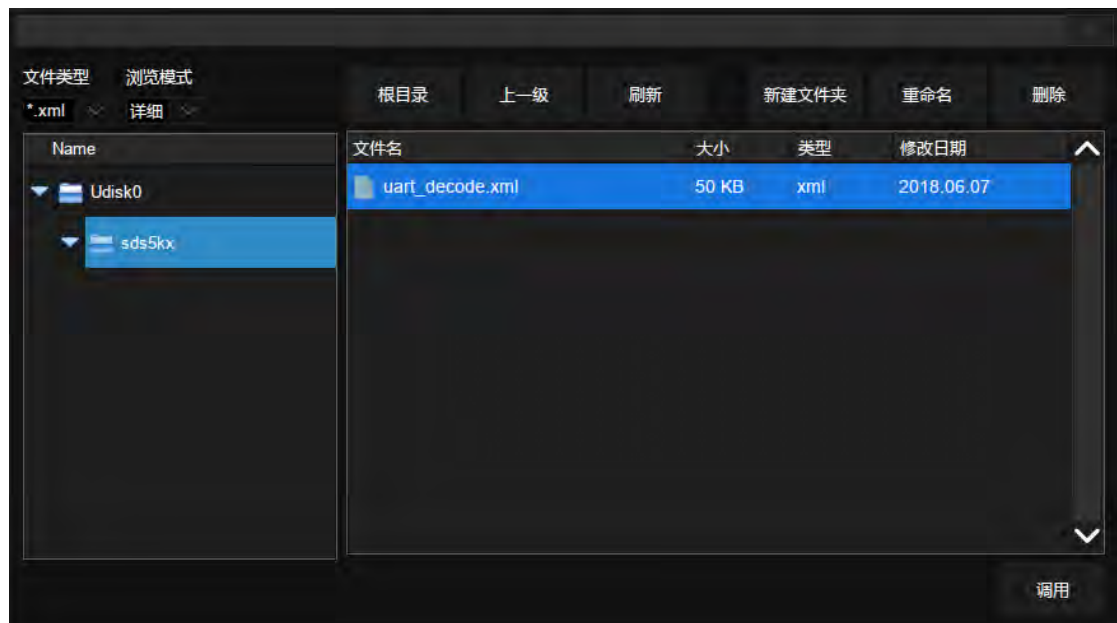 文件类型 浏览模式
*.xml 详细
根目录 上一级 刷新 新建文件夹 重命名 删除
Name
Udisk0
sds5kx
文件名 大小 类型 修改日期
uart_decode.xml 50 KB xml 2018.06.07
调用